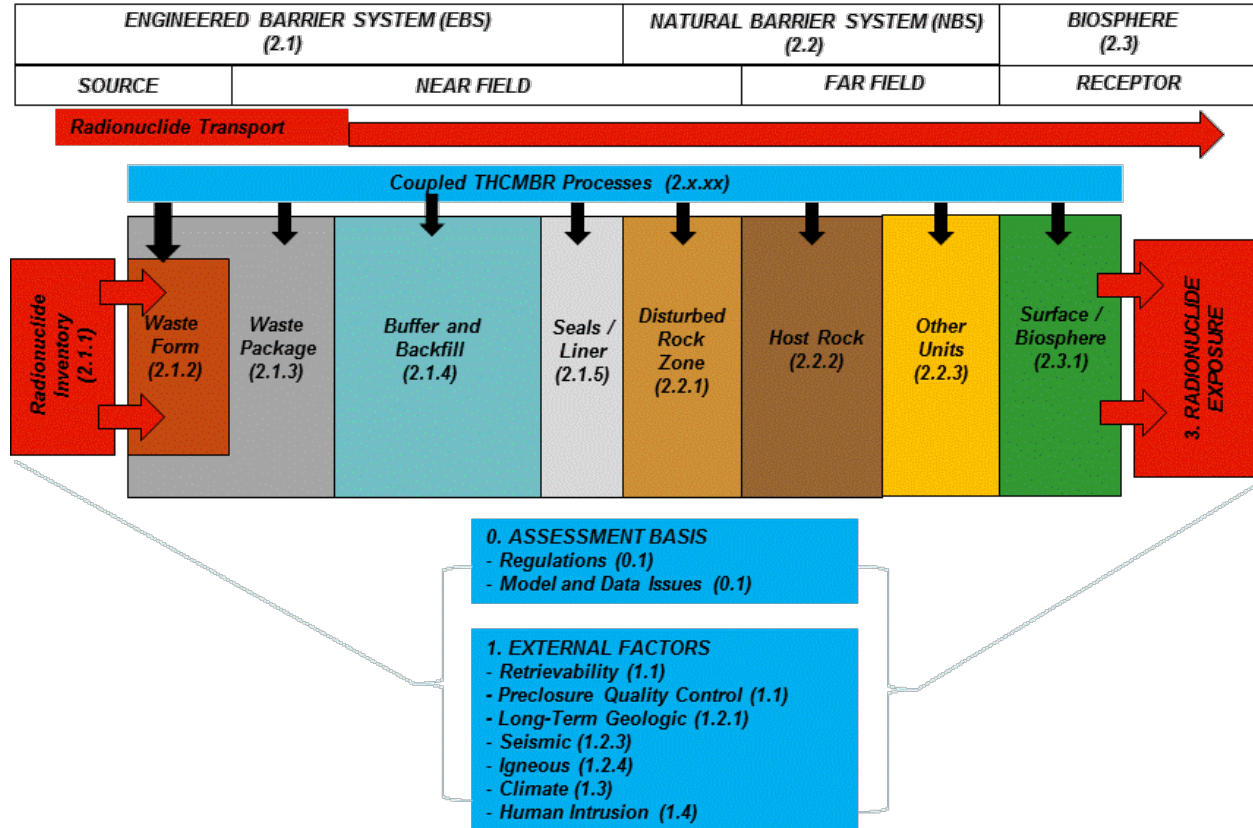 ENGINEERED BARRIER SYSTEM (EBS)
(2.1)
NATURAL BARRIER SYSTEM (NBS)
(2.2)
BIOSPHERE
(2.3)
SOURCE
NEAR FIELD
FAR FIELD
RECEPTOR
Radionuclide Transport
Coupled THCMBR Processes (2.x.xx)
Radionuclide
Inventory
(2.1.1)
Waste
Form
(2.1.2)
Waste
Package
(2.1.3)
Buffer and
Backfill
(2.1.4)
Seals /
Liner
(2.1.5)
Disturbed
Rock
Zone
(2.2.1)
Host Rock
(2.2.2)
Other
Units
(2.2.3)
Surface /
Biosphere
(2.3.1)
3. RADIONUCLIDE
EXPOSURE
0. ASSESSMENT BASIS
- Regulations (0.1)
- Model and Data Issues (0.1)
1. EXTERNAL FACTORS
- Retrievability (1.1)
- Preclosure Quality Control (1.1)
- Long-Term Geologic (1.2.1)
- Seismic (1.2.3)
- Igneous (1.2.4)
- Climate (1.3)
- Human Intrusion (1.4)